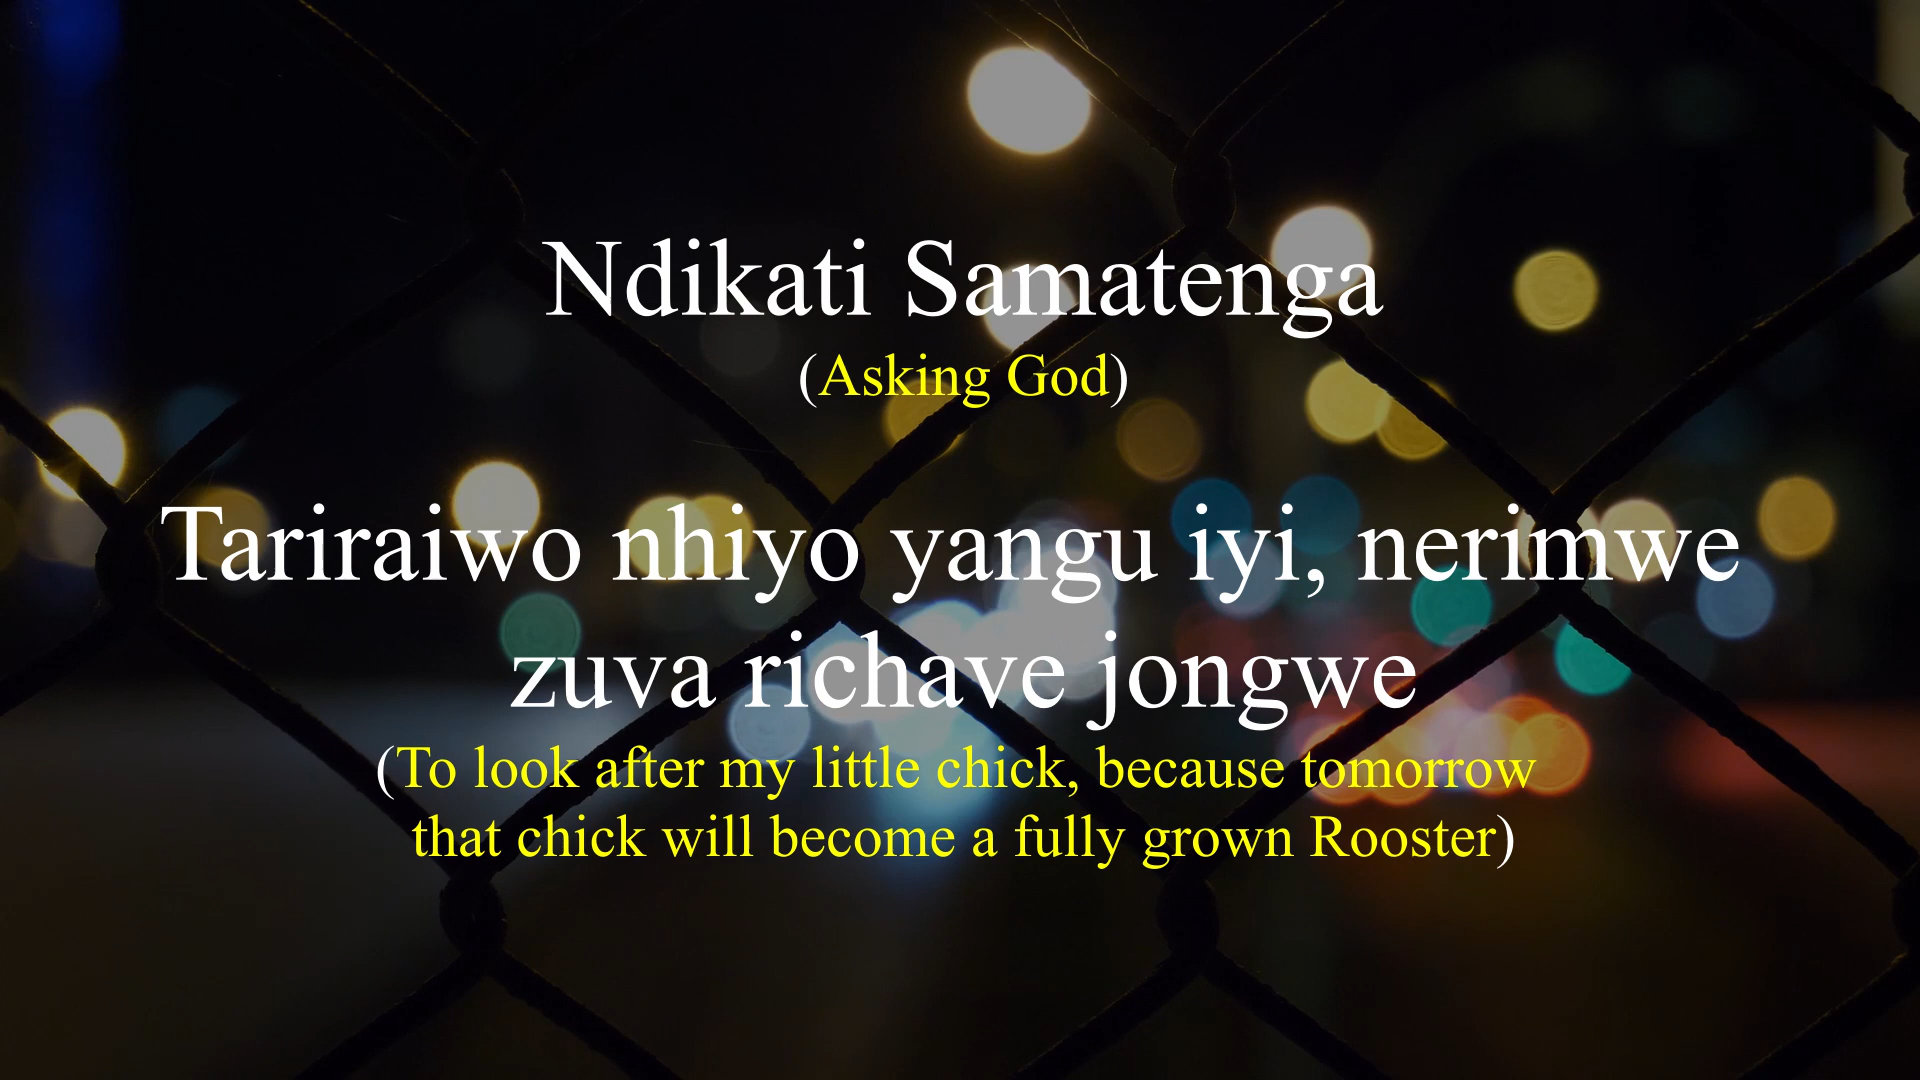 Ndikati Samatenga
(Asking God)
Tariraiwo nhiyo yangu iyi, nerimwe
zuva richave jongwe
(To look after my little chick, because tomorrow
that chick will become a fully grown Rooster)